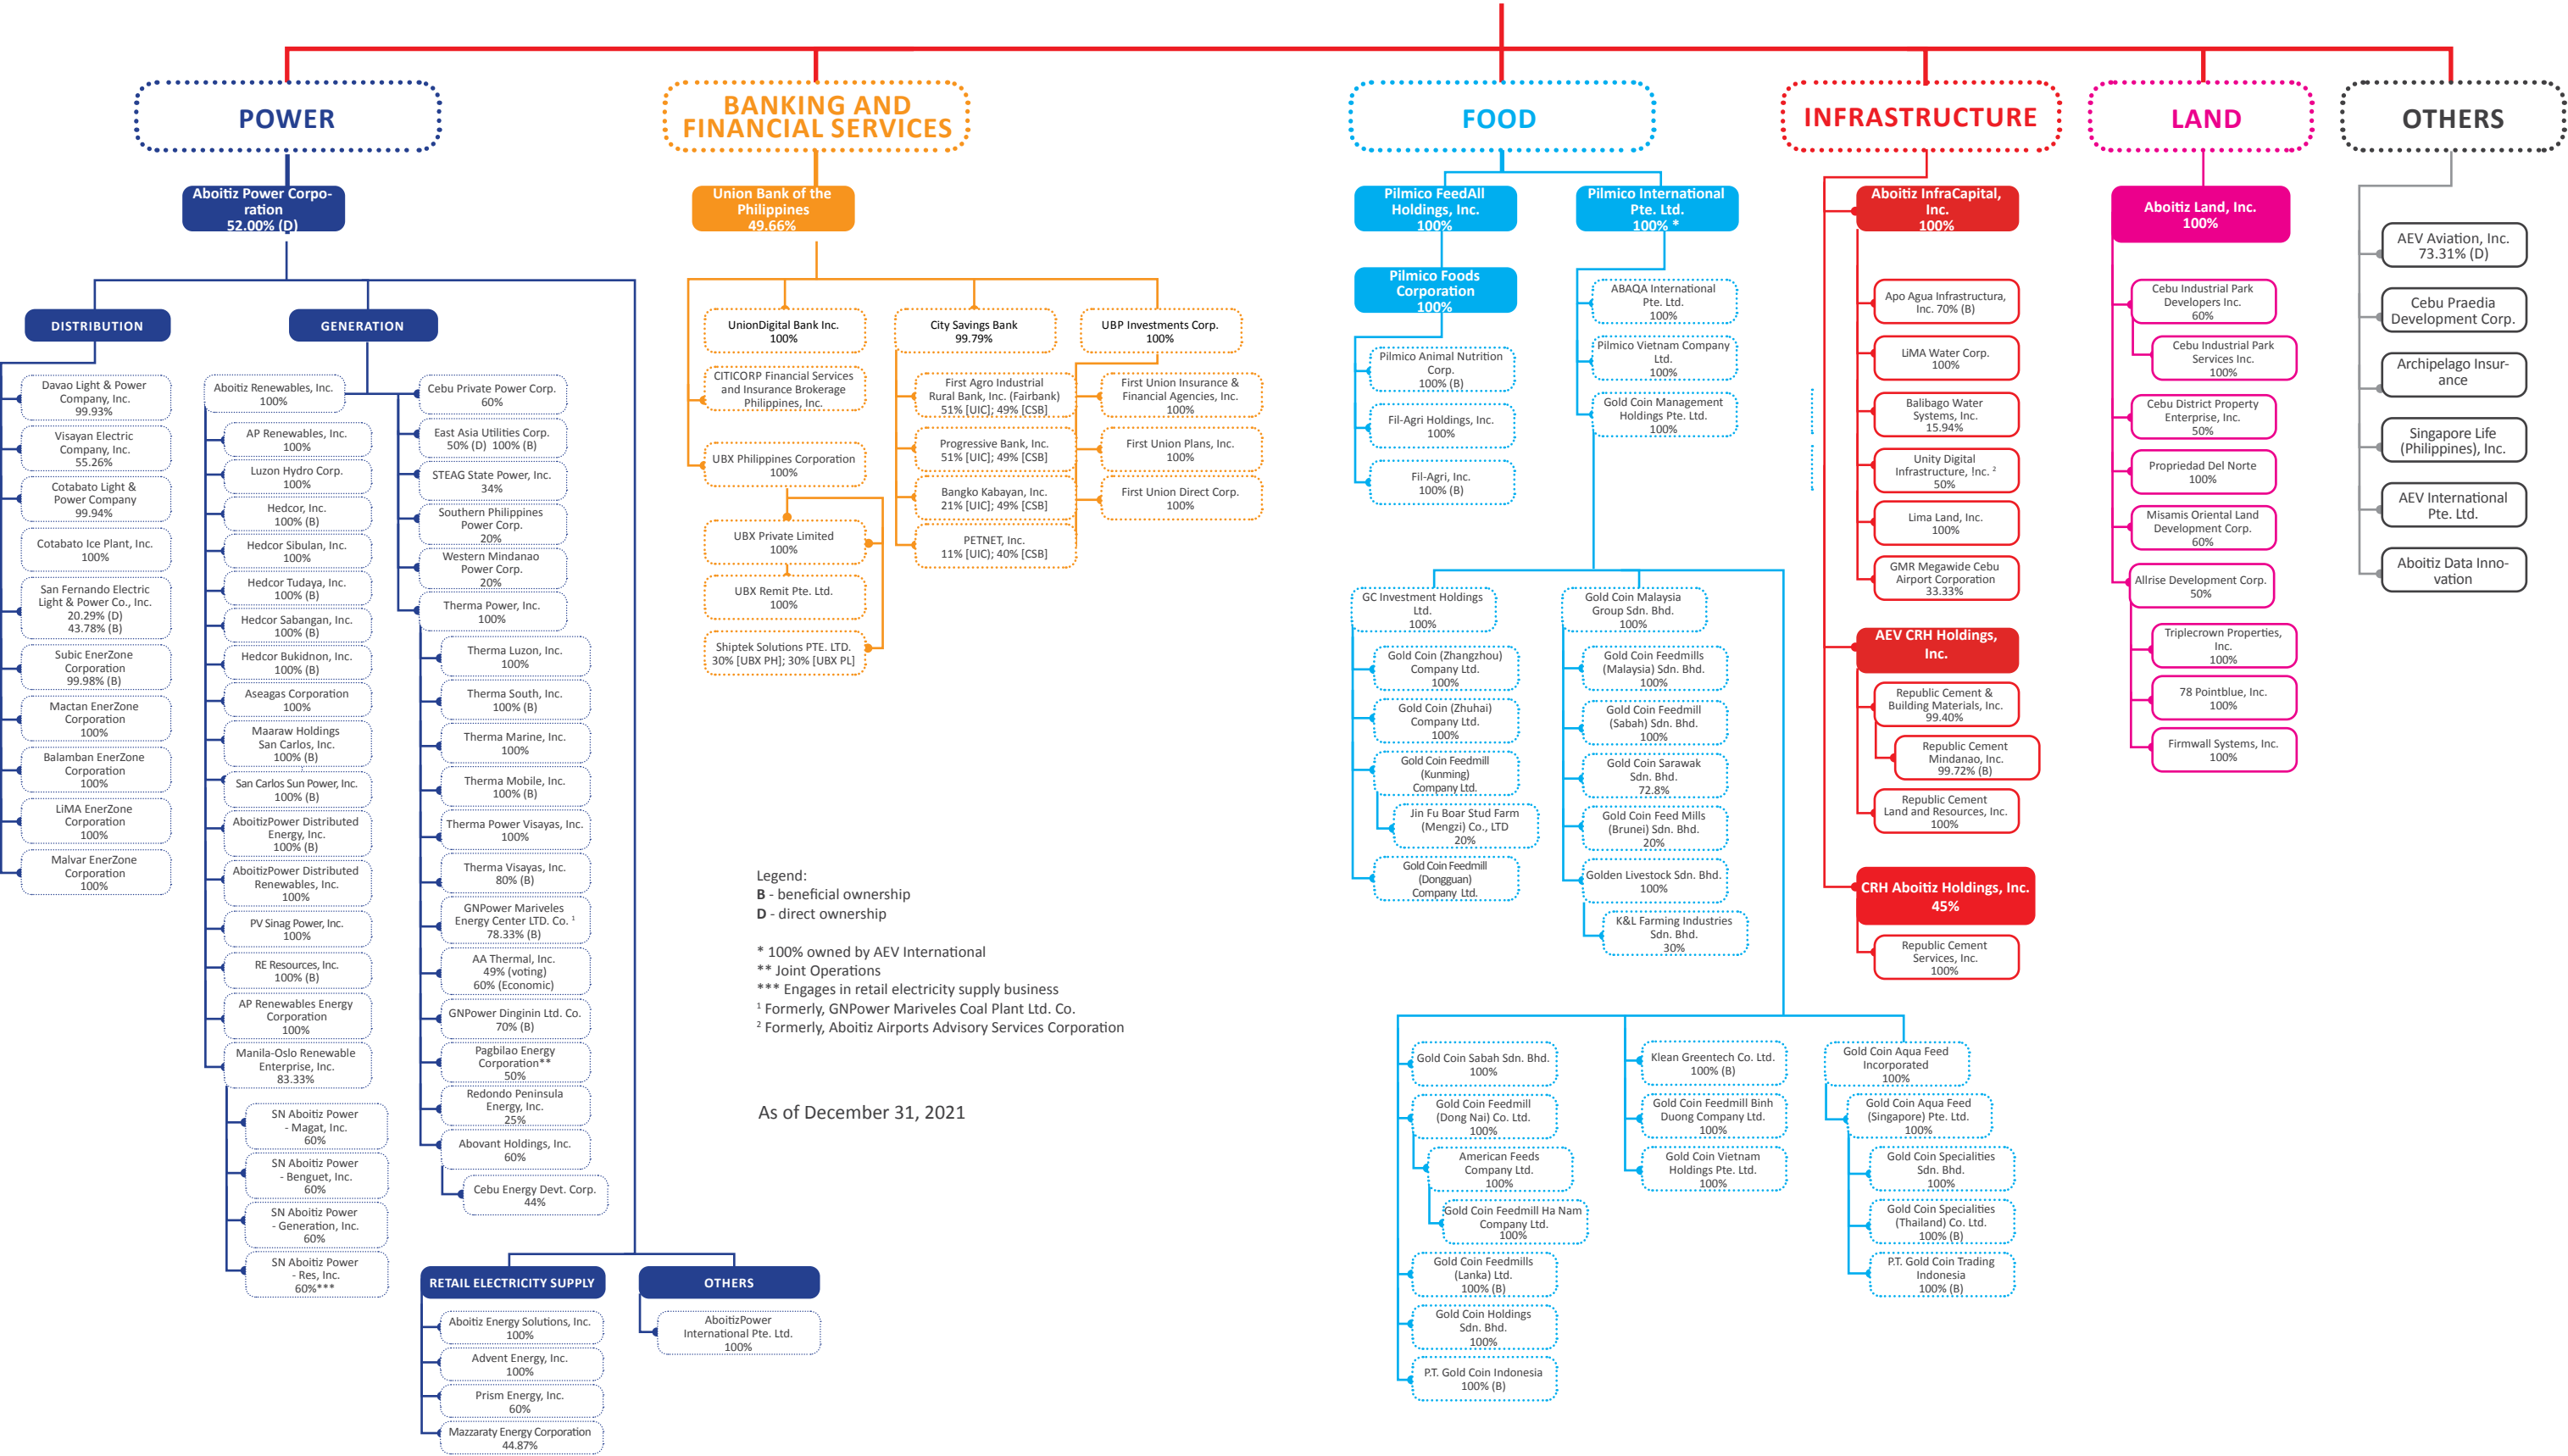 POWER
Aboitiz Power Corpo-
ration
52.00% (D)
DISTRIBUTION
Davao Light & Power
Company, Inc.
99.93%
Visayan Electric
Company, Inc.
55.26%
Cotabato Light &
Power Company
99.94%
Cotabato Ice Plant, Inc.
100%
San Fernando Electric
Light & Power Co., Inc.
20.29% (D)
43.78% (B)
Subic EnerZone
Corporation
99.98% (B)
Mactan EnerZone
Corporation
100%
Balamban EnerZone
Corporation
100%
LiMA EnerZone
Corporation
100%
Malvar EnerZone
Corporation
100%
GENERATION
Aboitiz Renewables, Inc.
100%
AP Renewables, Inc.
100%
Luzon Hydro Corp.
100%
Hedcor, Inc.
100% (B)
Hedcor Sibulan, Inc.
100%
Hedcor Tudaya, Inc.
100% (B)
Hedcor Sabangan, Inc.
100% (B)
Hedcor Bukidnon, Inc.
100% (B)
Aseagas Corporation
100%
Maaraw Holdings
San Carlos, Inc.
100% (B)
San Carlos Sun Power, Inc.
100% (B)
AboitizPower Distributed
Energy, Inc.
100% (B)
AboitizPower Distributed
Renewables, Inc.
100%
PV Sinag Power, Inc.
100%
RE Resources, Inc.
100% (B)
AP Renewables Energy
Corporation
100%
Manila-Oslo Renewable
Enterprise, Inc.
83.33%
SN Aboitiz Power
- Magat, Inc.
60%
SN Aboitiz Power
- Benguet, Inc.
60%
SN Aboitiz Power
- Generation, Inc.
60%
SN Aboitiz Power
- Res, Inc.
60%***
Cebu Private Power Corp.
60%
East Asia Utilities Corp.
50% (D) 100% (B)
STEAG State Power, Inc.
34%
Southern Philippines
Power Corp.
20%
Western Mindanao
Power Corp.
20%
Therma Power, Inc.
100%
Therma Luzon, Inc.
100%
Therma South, Inc.
100% (B)
Therma Marine, Inc.
100%
Therma Mobile, Inc.
100% (B)
Therma Power Visayas, Inc.
100%
Therma Visayas, Inc.
80% (B)
GNPower Mariveles
Energy Center LTD. Co. 1
78.33% (B)
AA Thermal, Inc.
49% (voting)
60% (Economic)
GNPower Dinginin Ltd. Co.
70% (B)
Pagbilao Energy
Corporation**
50%
Redondo Peninsula
Energy, Inc.
25%
Abovant Holdings, Inc.
60%
Cebu Energy Devt. Corp.
44%
RETAIL ELECTRICITY SUPPLY
Aboitiz Energy Solutions, Inc.
100%
Advent Energy, Inc.
100%
Prism Energy, Inc.
60%
Mazzaraty Energy Corporation
44.87%
OTHERS
AboitizPower
International Pte. Ltd.
100%
BANKING AND
FINANCIAL SERVICES
Union Bank of the
Philippines
49.66%
UnionDigital Bank Inc.
100%
CITICORP Financial Services
and Insurance Brokerage
Philippines, Inc.
UBX Philippines Corporation
100%
UBX Private Limited
100%
UBX Remit Pte. Ltd.
100%
Shiptek Solutions PTE. LTD.
30% [UBX PH]; 30% [UBX PL]
City Savings Bank
99.79%
First Agro Industrial
Rural Bank, Inc. (Fairbank)
51% [UIC]; 49% [CSB]
Progressive Bank, Inc.
51% [UIC]; 49% [CSB]
Bangko Kabayan, Inc.
21% [UIC]; 49% [CSB]
PETNET, Inc.
11% [UIC); 40% [CSB]
UBP Investments Corp.
100%
First Union Insurance &
Financial Agencies, Inc.
100%
First Union Plans, Inc.
100%
First Union Direct Corp.
100%
Legend:
B - beneficial ownership
D - direct ownership
* 100% owned by AEV International
** Joint Operations
*** Engages in retail electricity supply business
1 Formerly, GNPower Mariveles Coal Plant Ltd. Co.
2 Formerly, Aboitiz Airports Advisory Services Corporation
As of December 31, 2021
FOOD
Pilmico FeedAll
Holdings, Inc.
100%
Pilmico Foods
Corporation
100%
Pilmico Animal Nutrition
Corp.
100% (B)
Fil-Agri Holdings, Inc.
100%
Fil-Agri, Inc.
100% (B)
Pilmico International
Pte. Ltd.
100% *
ABAQA International
Pte. Ltd.
100%
Pilmico Vietnam Company
Ltd.
100%
Gold Coin Management
Holdings Pte. Ltd.
100%
GC Investment Holdings
Ltd.
100%
Gold Coin (Zhangzhou)
Company Ltd.
100%
Gold Coin (Zhuhai)
Company Ltd.
100%
Gold Coin Feedmill
(Kunming)
Company Ltd.
Jin Fu Boar Stud Farm
(Mengzi) Co., LTD
20%
Gold Coin Feedmill
(Dongguan)
Company Ltd.
Gold Coin Malaysia
Group Sdn. Bhd.
100%
Gold Coin Feedmills
(Malaysia) Sdn. Bhd.
100%
Gold Coin Feedmill
(Sabah) Sdn. Bhd.
100%
Gold Coin Sarawak
Sdn. Bhd.
72.8%
Gold Coin Feed Mills
(Brunei) Sdn. Bhd.
20%
Golden Livestock Sdn. Bhd.
100%
K&L Farming Industries
Sdn. Bhd.
30%
Gold Coin Sabah Sdn. Bhd.
100%
Gold Coin Feedmill
(Dong Nai) Co. Ltd.
100%
American Feeds
Company Ltd.
100%
Gold Coin Feedmill Ha Nam
Company Ltd.
100%
Gold Coin Feedmills
(Lanka) Ltd.
100% (B)
Gold Coin Holdings
Sdn. Bhd.
100%
P.T. Gold Coin Indonesia
100% (B)
Klean Greentech Co. Ltd.
100% (B)
Gold Coin Feedmill Binh
Duong Company Ltd.
100%
Gold Coin Vietnam
Holdings Pte. Ltd.
100%
Gold Coin Aqua Feed
Incorporated
100%
Gold Coin Aqua Feed
(Singapore) Pte. Ltd.
100%
Gold Coin Specialities
Sdn. Bhd.
100%
Gold Coin Specialities
(Thailand) Co. Ltd.
100% (B)
P.T. Gold Coin Trading
Indonesia
100% (B)
INFRASTRUCTURE
Aboitiz InfraCapital,
Inc.
100%
Apo Agua Infrastructura,
Inc. 70% (B)
LiMA Water Corp.
100%
Balibago Water
Systems, Inc.
15.94%
Unity Digital
Infrastructure, !nc. 2
50%
Lima Land, Inc.
100%
GMR Megawide Cebu
Airport Corporation
33.33%
AEV CRH Holdings,
Inc.
Republic Cement &
Building Materials, Inc.
99.40%
Republic Cement
Mindanao, Inc.
99.72% (B)
Republic Cement
Land and Resources, Inc.
100%
CRH Aboitiz Holdings, Inc.
45%
Republic Cement
Services, Inc.
100%
LAND
Aboitiz Land, Inc.
100%
Cebu Industrial Park
Developers Inc.
60%
Cebu Industrial Park
Services Inc.
100%
Cebu District Property
Enterprise, Inc.
50%
Propriedad Del Norte
100%
Misamis Oriental Land
Development Corp.
60%
Allrise Development Corp.
50%
Triplecrown Properties,
Inc.
100%
78 Pointblue, Inc.
100%
Firmwall Systems, Inc.
100%
OTHERS
AEV Aviation, Inc.
73.31% (D)
Cebu Praedia
Development Corp.
Archipelago Insur-
ance
Singapore Life
(Philippines), Inc.
AEV International
Pte. Ltd.
Aboitiz Data Inno-
vation